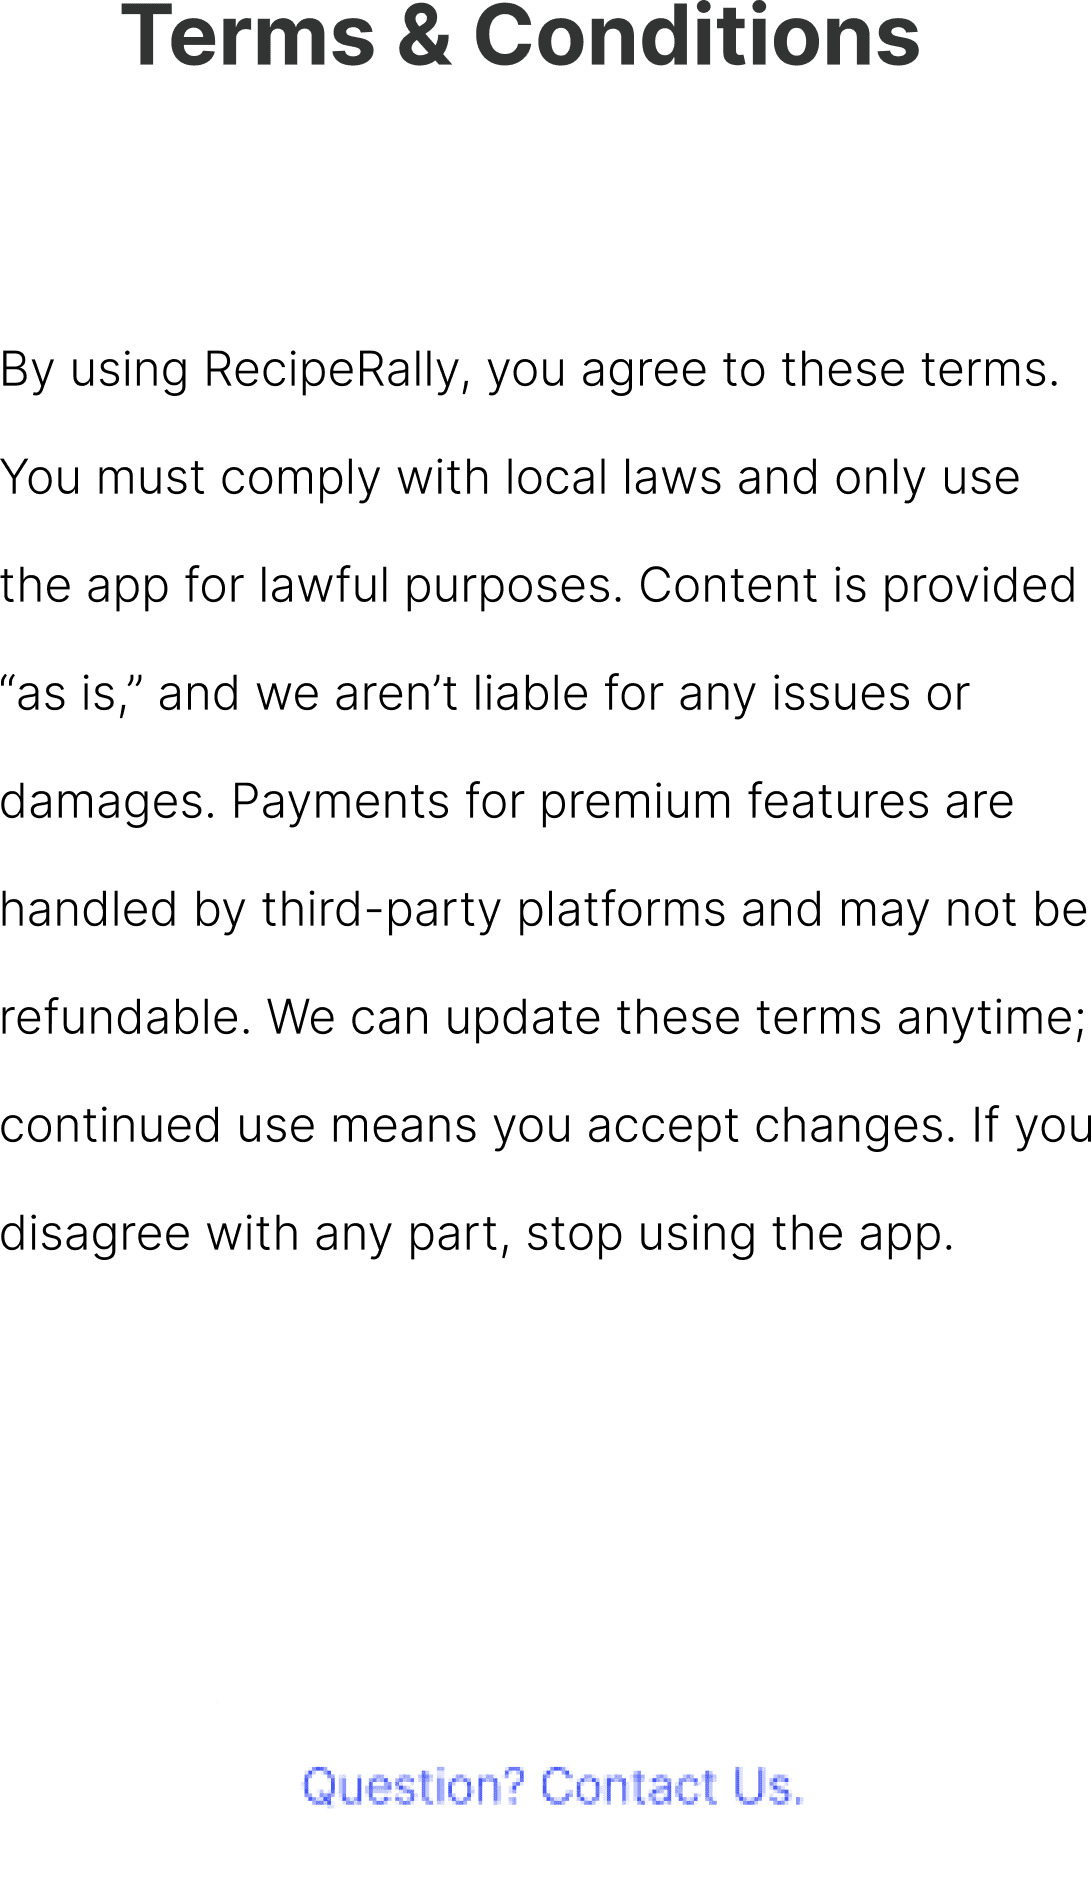 Terms & Conditions
By using RecipeRally, you agree to these terms.
You must comply with local laws and only use
the app for lawful purposes. Content is provided
“as is,” and we aren’t liable for any issues or
damages. Payments for premium features are
handled by third-party platforms and may not be
refundable. We can update these terms anytime;
continued use means you accept changes. If you
disagree with any part, stop using the app.
Question? Contact Us.